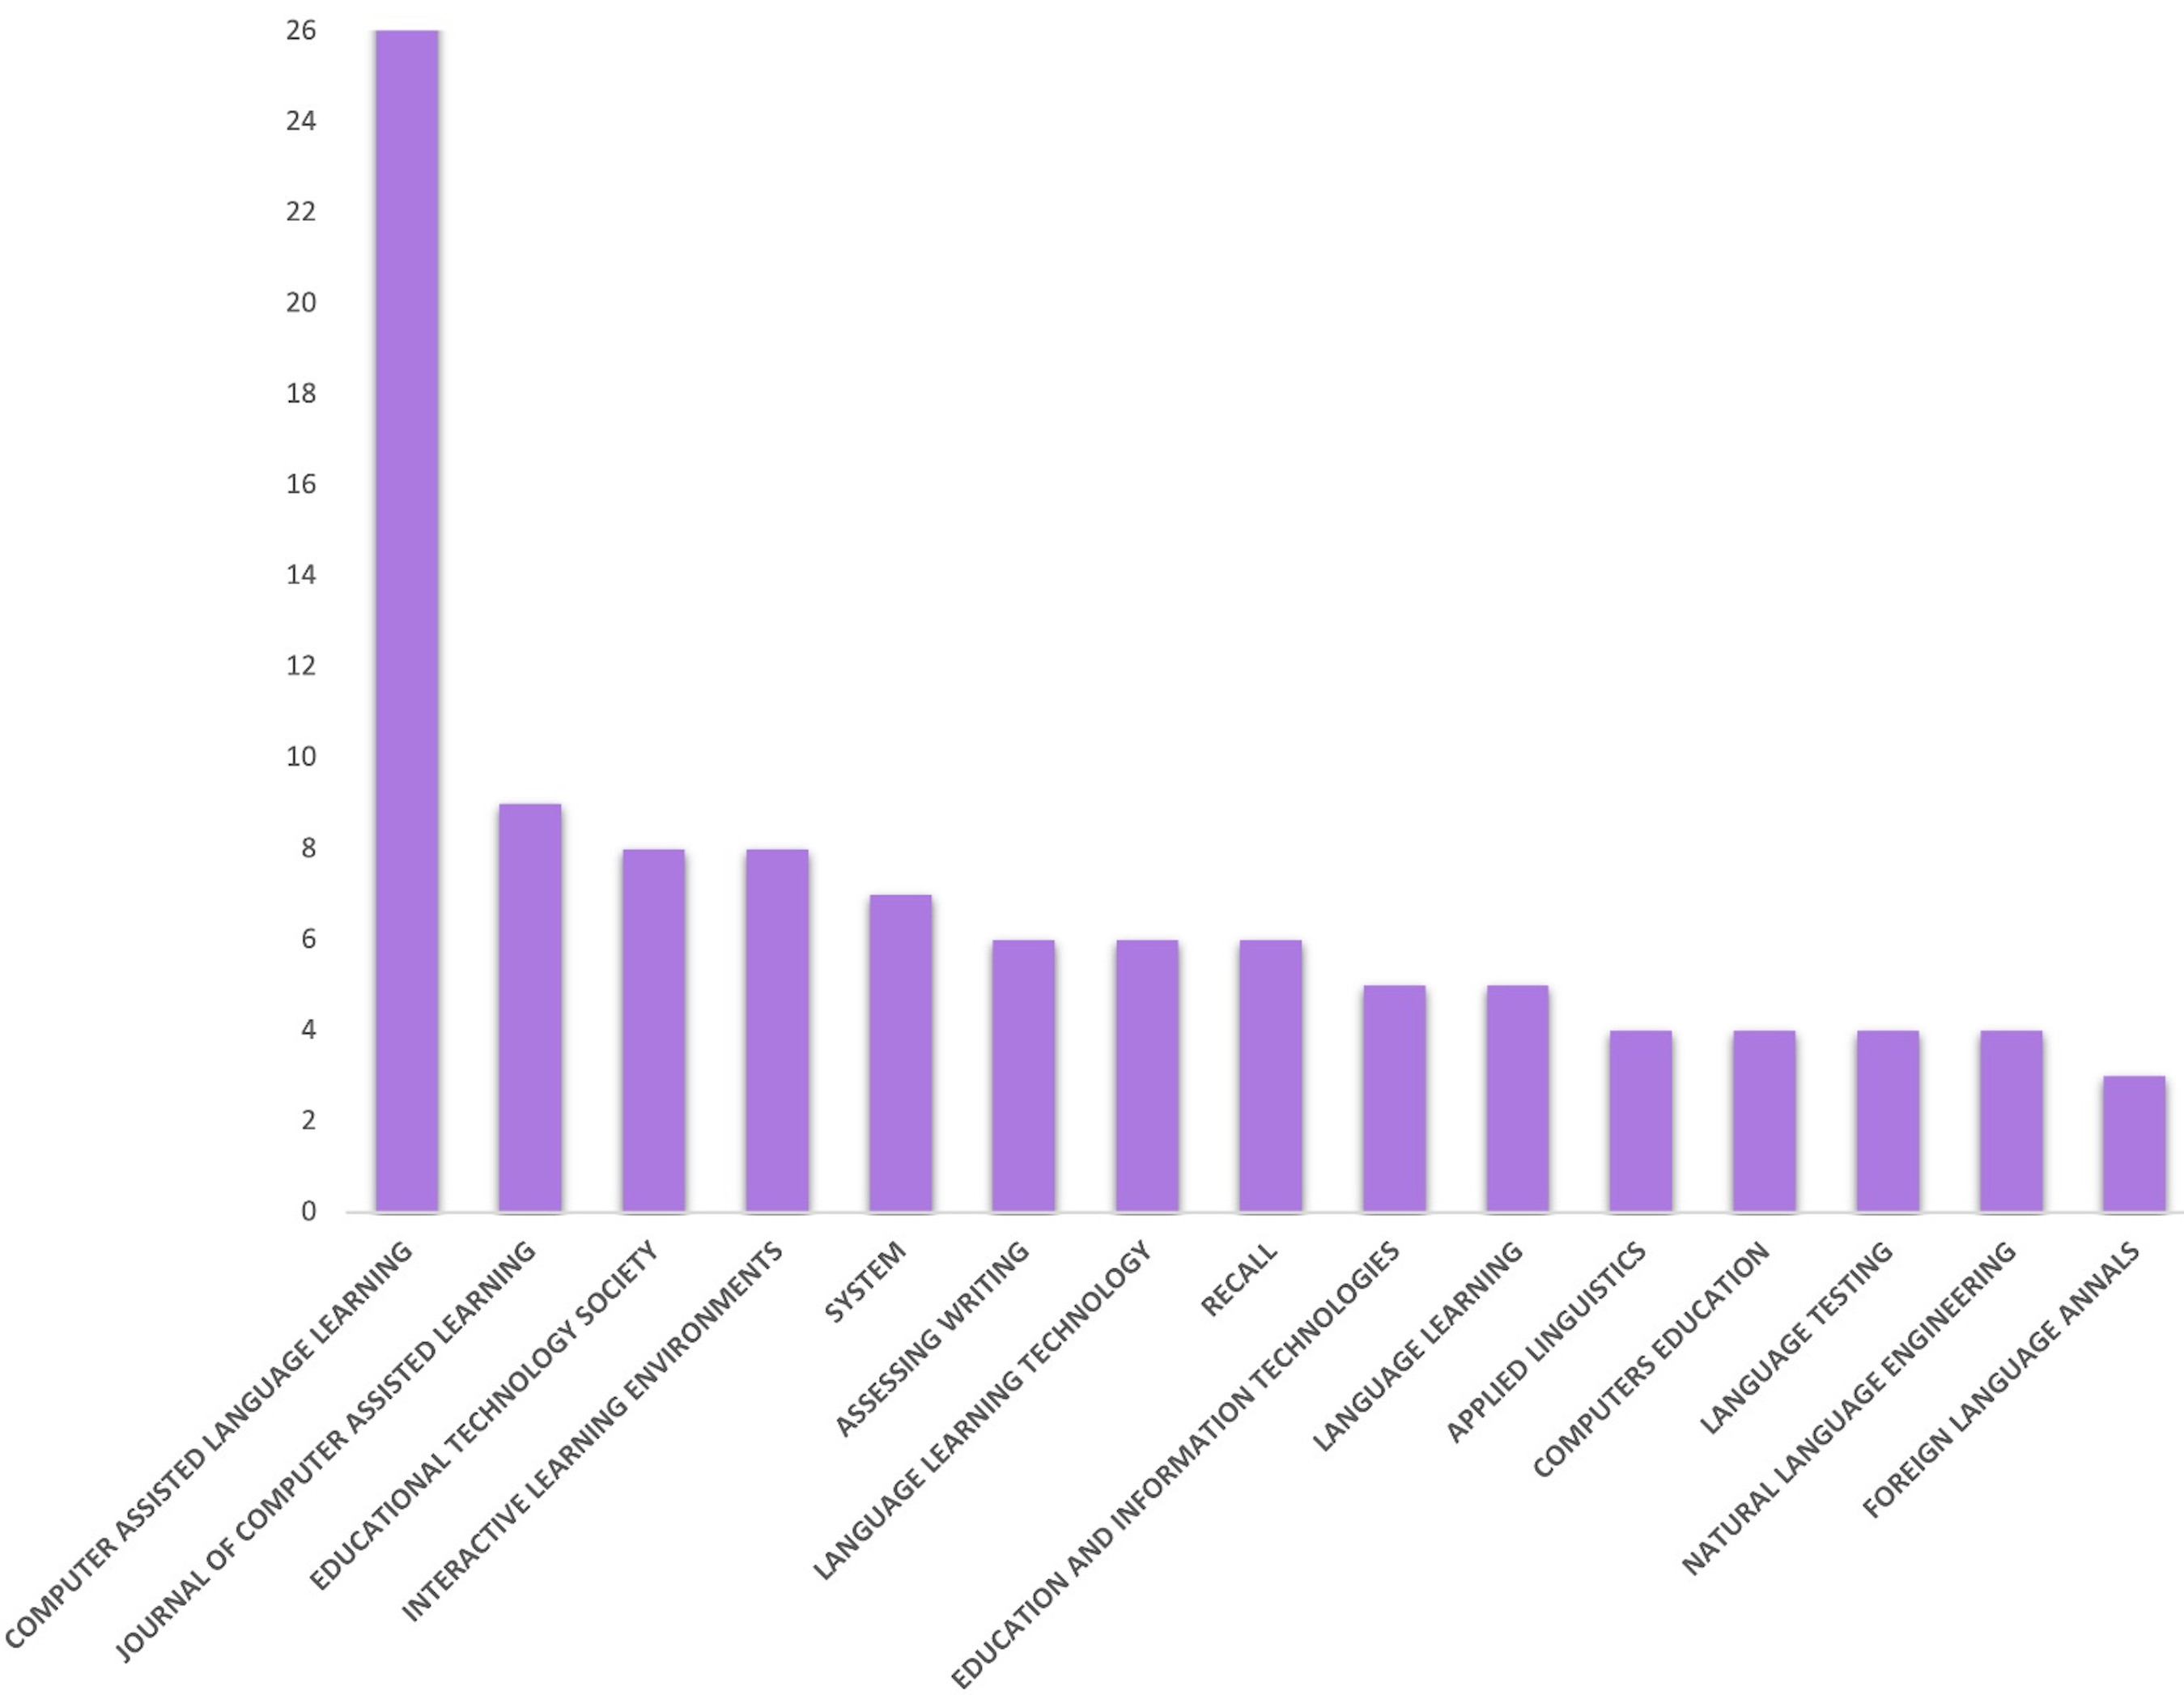 26
24
22
20
18
16
14
12
10
8
6
4
2
0
COMPUTER ASSISTED LANGUAGE LEARNING
JOURNAL OF COMPUTER ASSISTED LEARNING
EDUCATIONAL TECHNOLOGY SOCIETY
INTERACTIVE LEARNING ENVIRONMENTS
SYSTEM
ASSESSING WRITING
LANGUAGE LEARNING TECHNOLOGY
RECALL
EDUCATION AND INFORMATION TECHNOLOGIES
LANGUAGE LEARNING
APPLIED LINGUISTICS
COMPUTERS EDUCATION
LANGUAGE TESTING
NATURAL LANGUAGE ENGINEERING
FOREIGN LANGUAGE ANNALS